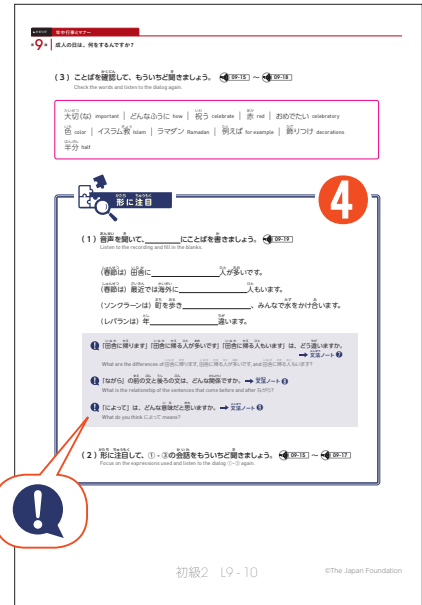 トピック 年中行事とマナー
第9課 成人の日は、何をするんですか?
(3)ことばを確認して、もういちど聞きましょう。 09-15 ~ 09-18
Check the words and listen to the dialog again.
大切(な) important | どんなふうに how | 祝う celebrate | 赤 red | おめでたい celebratory
色 color | イスラム教 Islam | ラマダン Ramadan | 例えば for example | 飾りつけ decorations
半分 half
形に注目
4
(1)音声を聞いて、________にことばを書きましょう。 09-19
Listen to the recording and fill in the blanks.
(春節は)田舎に________人が多いです。
(春節は)最近では海外に________人もいます。
(ソンクラーンは)町を歩き________、みんなで水をかけ合います。
(レバランは)年________違います。
「田舎に帰ります」「田舎に帰る人が多いです」「田舎に帰る人もいます」は、どう違いますか。
→ 文法ノート❼
What are the differences of 田舎に帰ります, 田舎に帰る人が多いです, and 田舎に帰る人もいます?
「ながら」の前の文と後ろの文は、どんな関係ですか。 → 文法ノート❽
What is the relationship of the sentences that come before and after ながら?
「によって」は、どんな意味だと思いますか。 → 文法ノート❾
What do you think によって means?
(2)形に注目して、①-③の会話をもういちど聞きましょう。 09-15 ~ 09-17
Focus on the expressions used and listen to the dialog ①-③ again.
!
初級2 L9-10
©The Japan Foundation